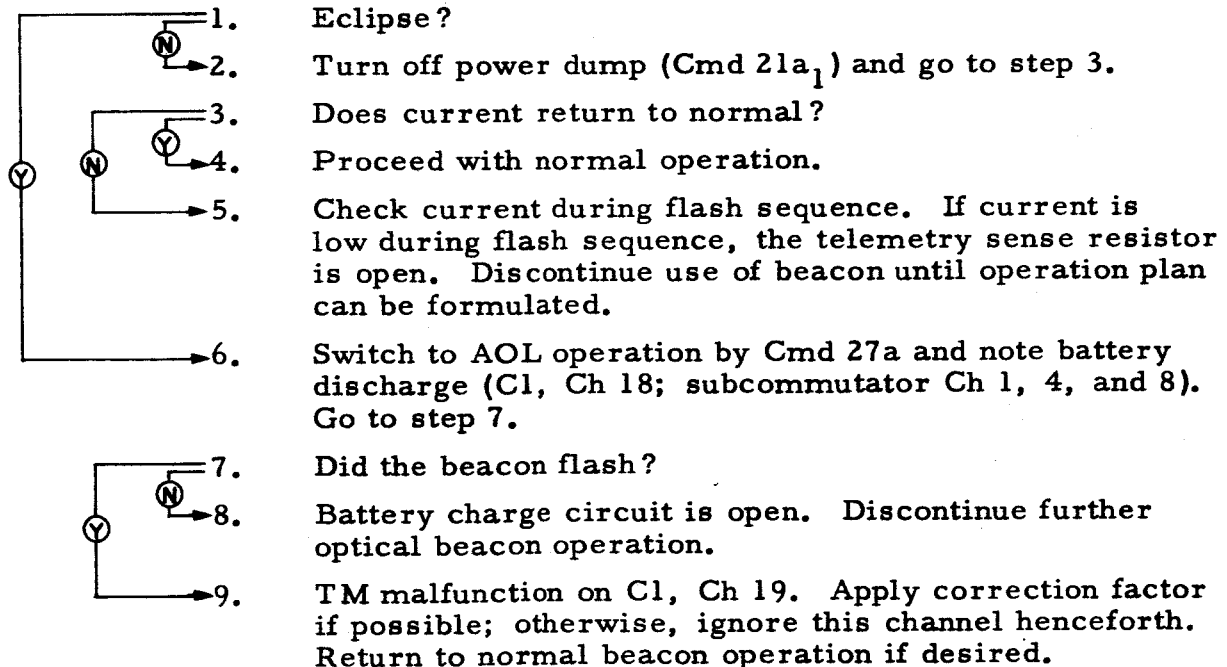 1. Eclipse?
N
2. Turn off power dump (Cmd 21a1) and go to step 3.
3. Does current return to normal?
Y
4. Proceed with normal operation.
Y
N
5. Check current during flash sequence. If current is
low during flash sequence, the telemetry sense resistor
is open. Discontinue use of beacon until operation plan
can be formulated.
6. Switch to AOL operation by Cmd 27a and note battery
discharge (C1, Ch 18; subcommutator Ch 1, 4, and 8).
Go to step 7.
7. Did the beacon flash?
N
8. Battery charge circuit is open. Discontinue further
optical beacon operation.
Y
9. TM malfunction on C1, Ch 19. Apply correction factor
if possible; otherwise, ignore this channel henceforth.
Return to normal beacon operation if desired.